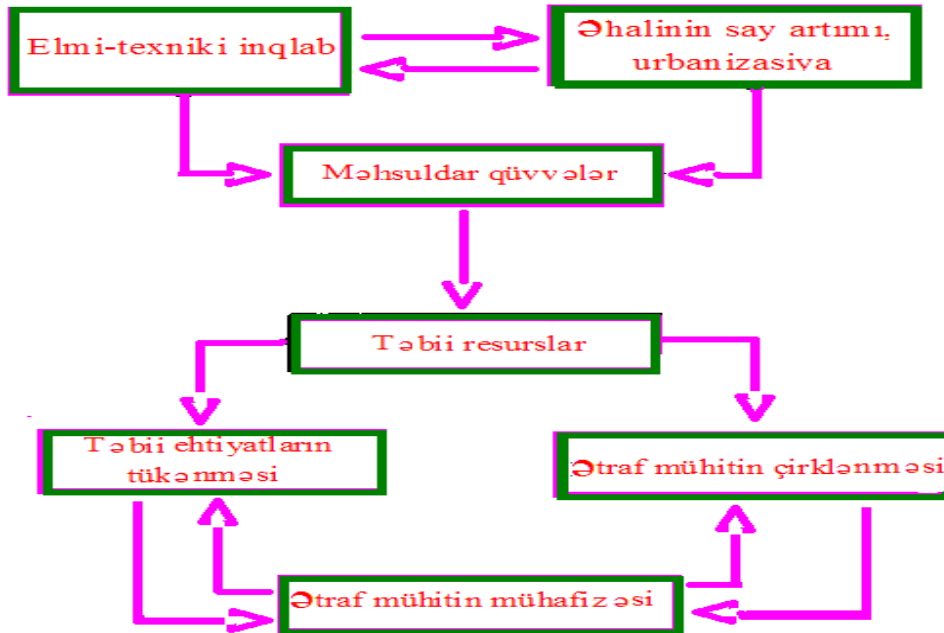 Elmi-texniki inqlab
Əhalinin say artımı,
urbanizasiva
Məhsuldar qüvvələr
Təbii resurslar
Təbii ehtiyatların
tükənməsi
Ətraf mühitin çirklənməsi
Ətraf mühitin mühafizəsi